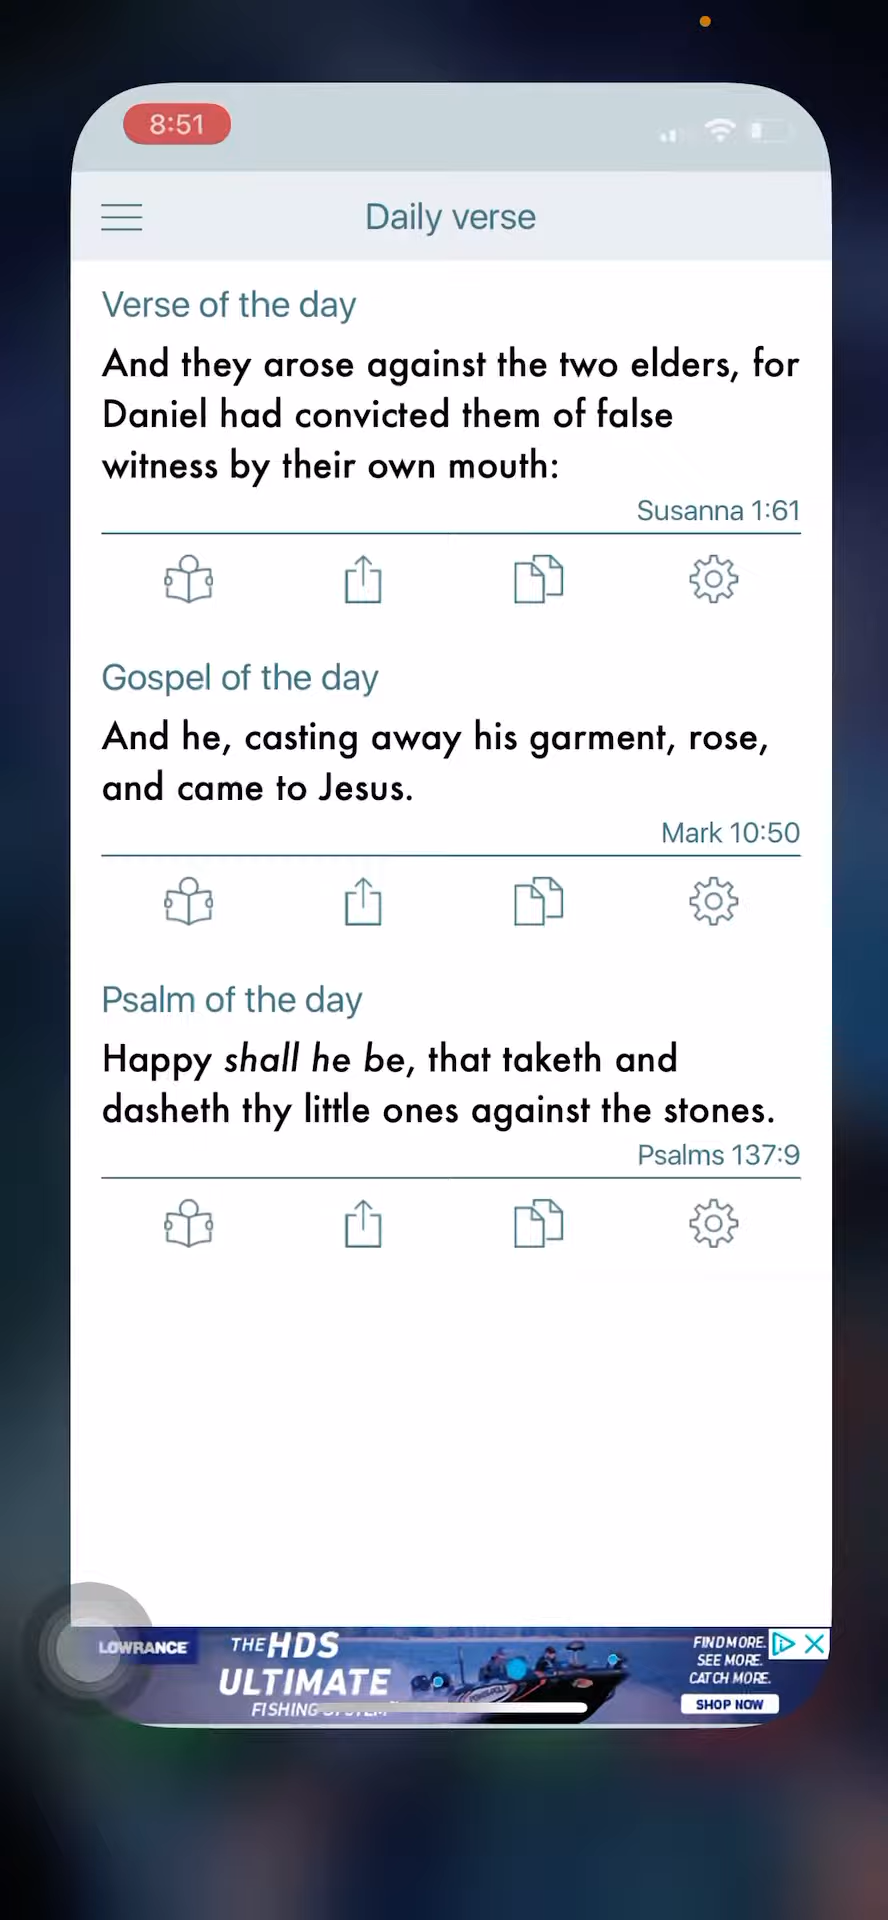 8:51
Daily verse
Verse of the day
And they arose against the two elders, for
Daniel had convicted them of false
witness by their own mouth:
Susanna 1:61
Gospel of the day
And he, casting away his garment, rose,
and came to Jesus.
Mark 10:50
Psalm of the day
Happy shall he be, that taketh and
dasheth thy little ones against the stones.
Psalms 137:9
LOWRANCE
THE HDS
ULTIMATE
FISHING
FIND MORE.
SEE MORE.
CATCH MORE.
SHOP NOW